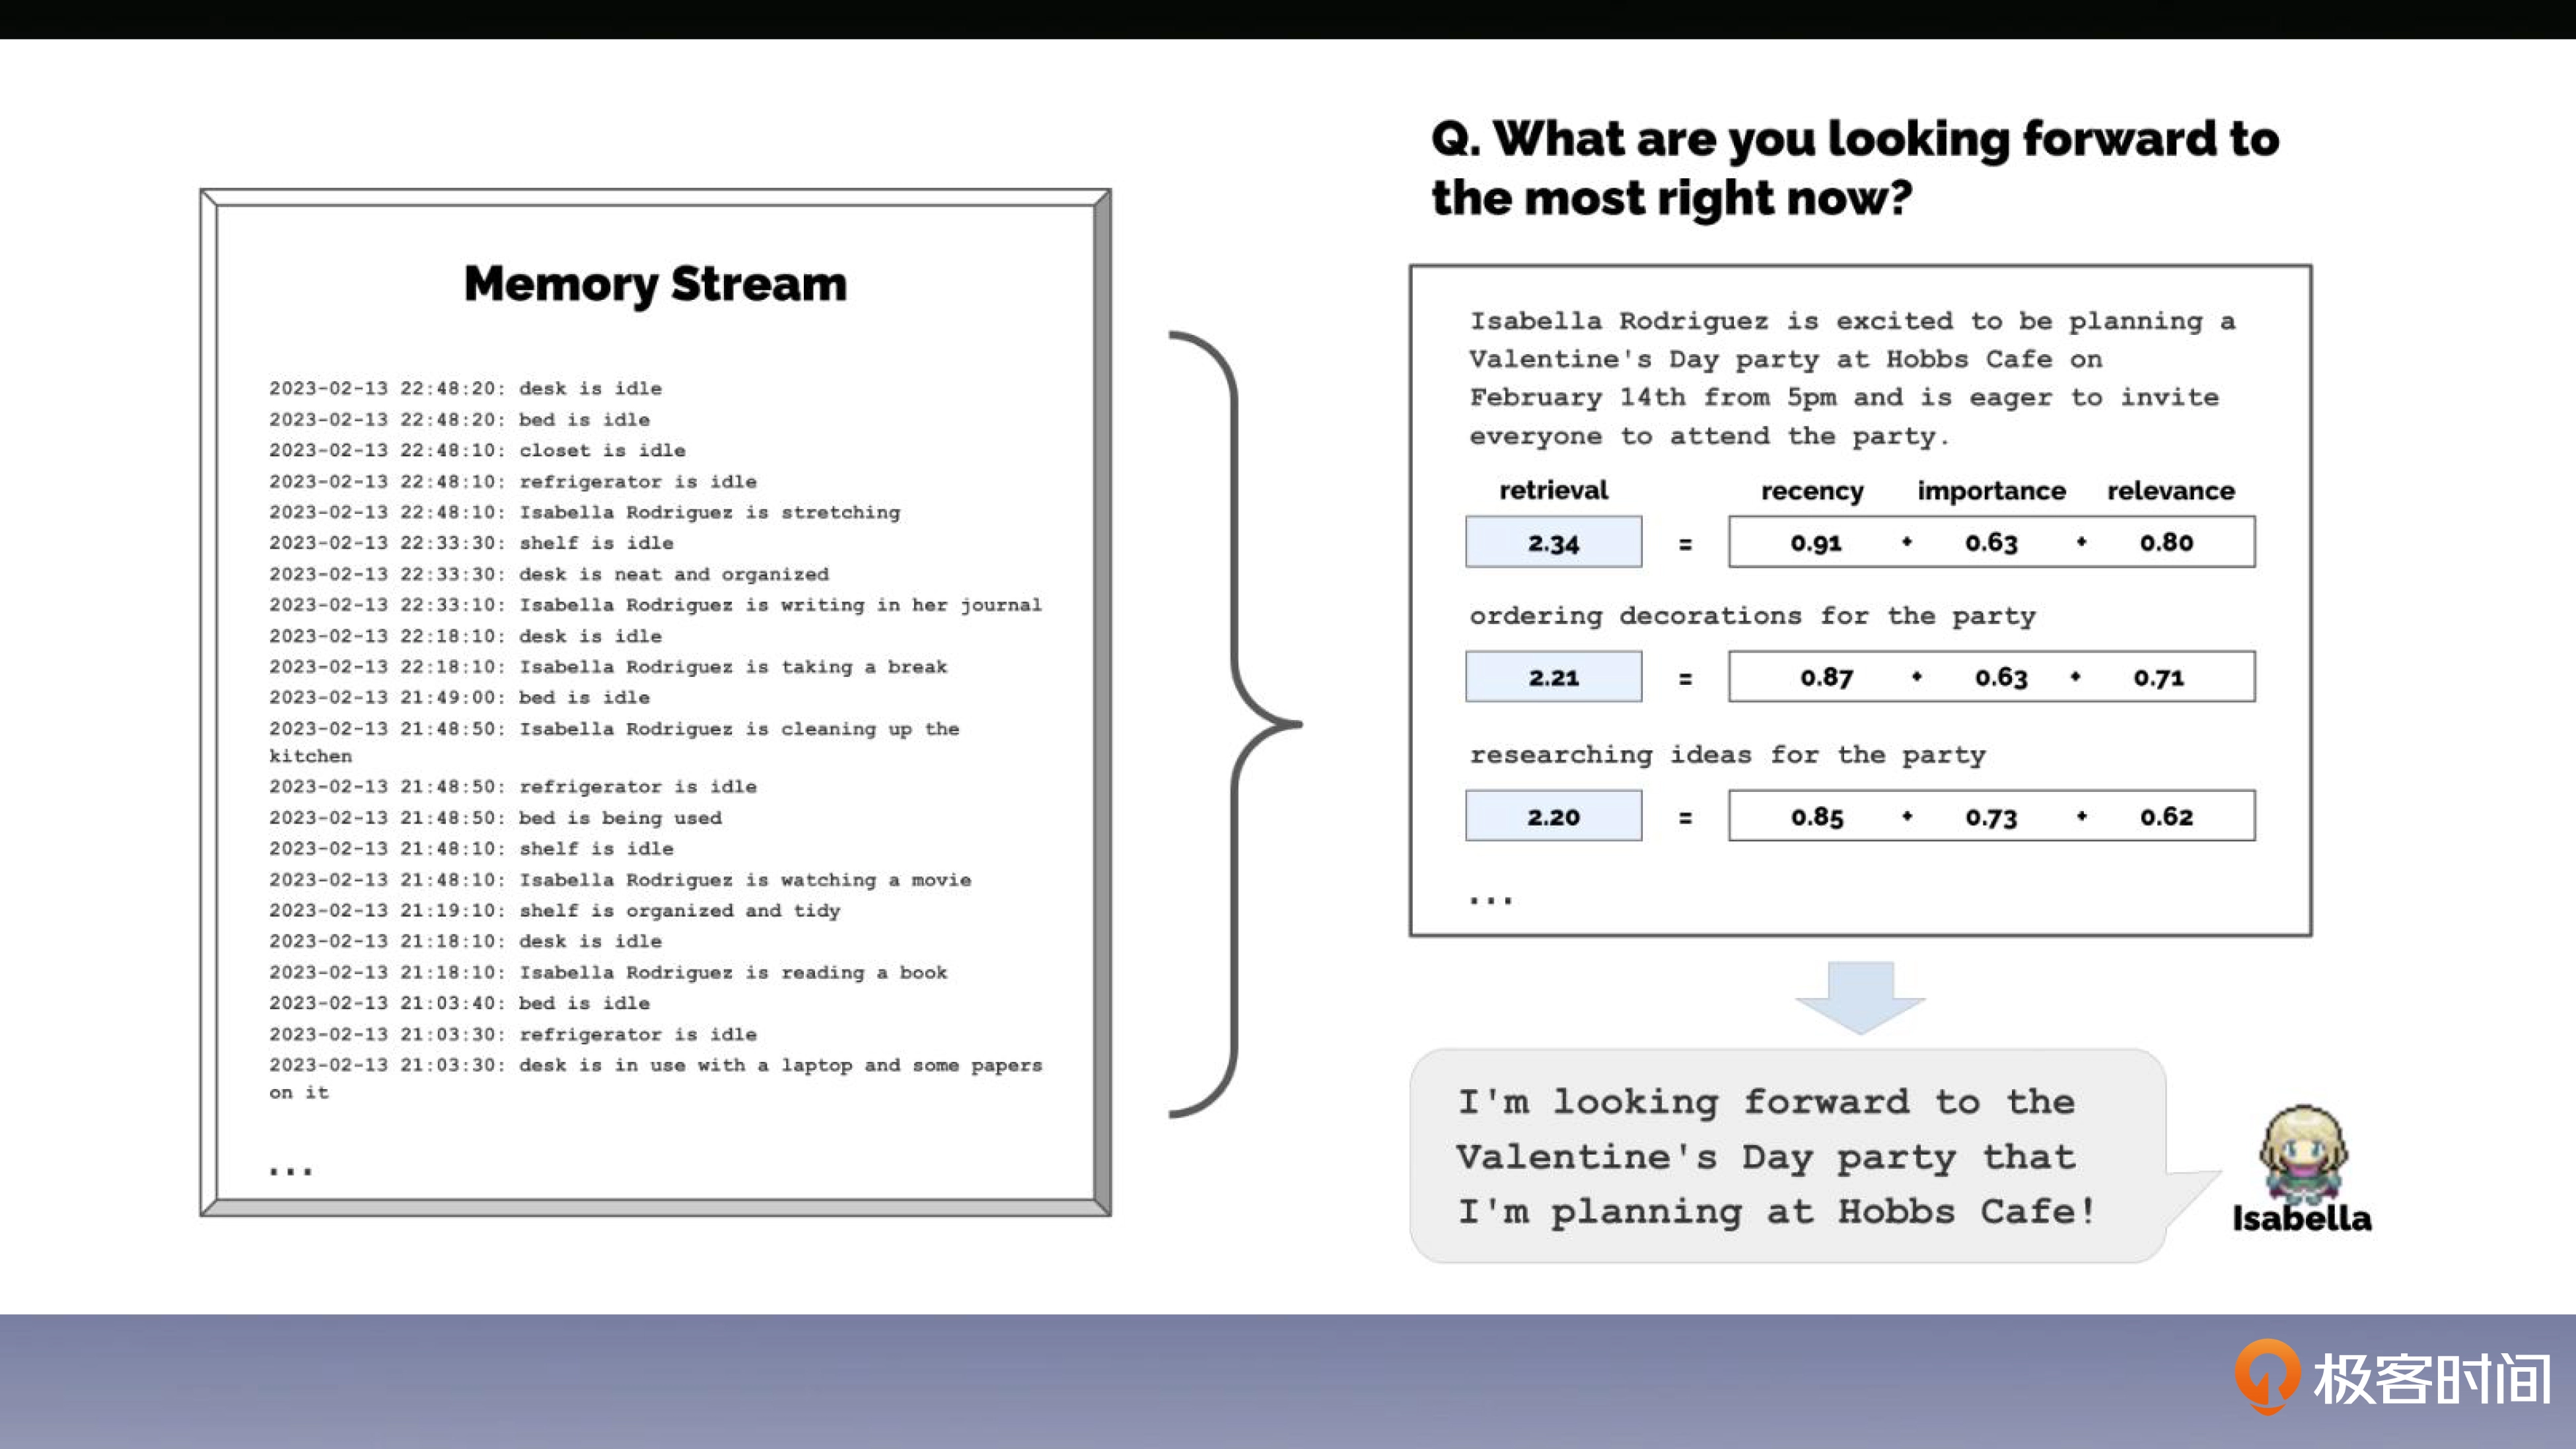 Memory Stream
2023-02-13 22:48:20: desk is idle
2023-02-13 22:48:20: bed is idle
2023-02-13 22:48:10: closet is idle
2023-02-13 22:48:10: refrigerator is idle
2023-02-13 22:48:10: Isabella Rodriguez is stretching
2023-02-13 22:33:30: shelf is idle
2023-02-13 22:33:30: desk is neat and organized
2023-02-13 22:33:10: Isabella Rodriguez is writing in her journal
2023-02-13 22:18:10: desk is idle
2023-02-13 22:18:10: Isabella Rodriguez is taking a break
2023-02-13 21:49:00: bed is idle
2023-02-13 21:48:50: Isabella Rodriguez is cleaning up the
kitchen
2023-02-13 21:48:50: refrigerator is idle
2023-02-13 21:48:50: bed is being used
2023-02-13 21:48:10: shelf is idle
2023-02-13 21:48:10: Isabella Rodriguez is watching a movie
2023-02-13 21:19:10: shelf is organized and tidy
2023-02-13 21:18:10: desk is idle
2023-02-13 21:18:10: Isabella Rodriguez is reading a book
2023-02-13 21:03:40: bed is idle
2023-02-13 21:03:30: refrigerator is idle
2023-02-13 21:03:30: desk is in use with a laptop and some papers
on it
...
Q. What are you looking forward to
the most right now?
Isabella Rodriguez is excited to be planning a
Valentine's Day party at Hobbs Cafe on
February 14th from 5pm and is eager to invite
everyone to attend the party.
retrieval recency importance relevance
2.34 = 0.91 + 0.63 + 0.80
ordering decorations for the party
2.21 = 0.87 + 0.63 + 0.71
researching ideas for the party
2.20 = 0.85 + 0.73 + 0.62
...
I'm looking forward to the
Valentine's Day party that
I'm planning at Hobbs Cafe!
Isabella
极客时间